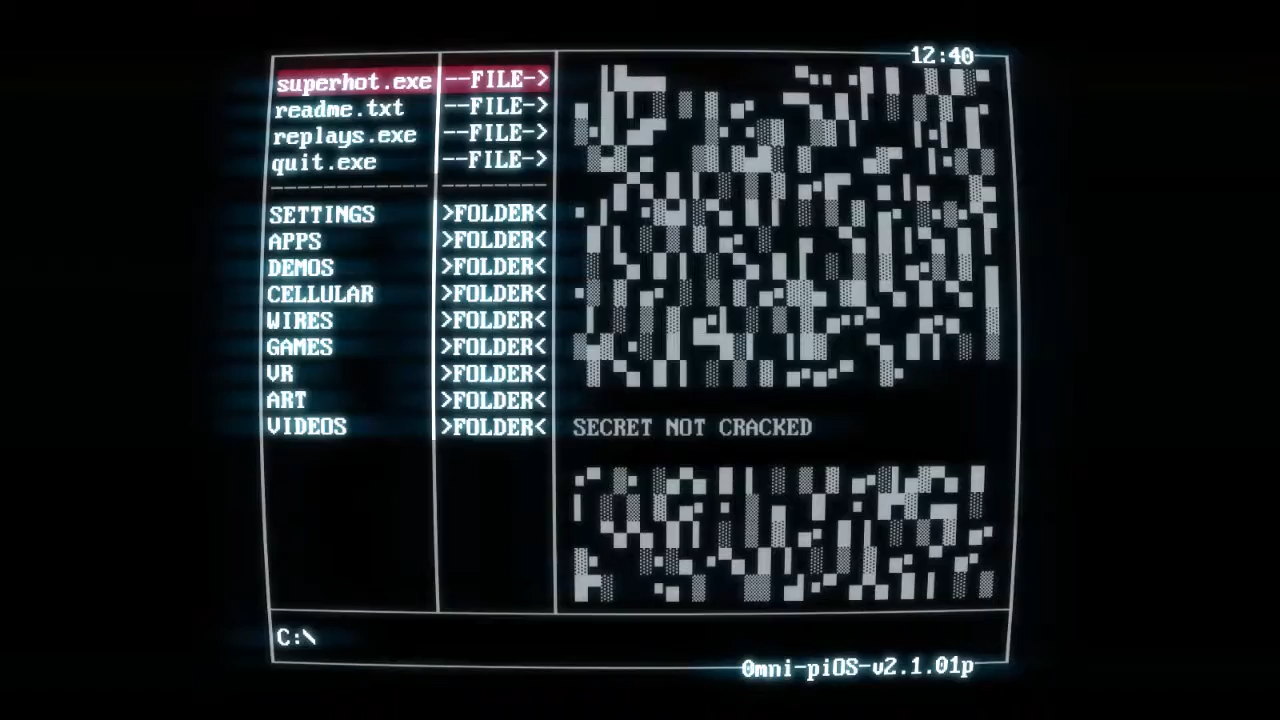 12:40
superhot.exe --FILE->
readme.txt --FILE->
replays.exe --FILE->
quit.exe --FILE->
------------ --------
SETTINGS >FOLDER<
APPS >FOLDER<
DEMOS >FOLDER<
CELLULAR >FOLDER<
WIRES >FOLDER<
GAMES >FOLDER<
VR >FOLDER<
ART >FOLDER<
VIDEOS >FOLDER<
SECRET NOT CRACKED
C:\
0mni-piOS-v2.1.01p